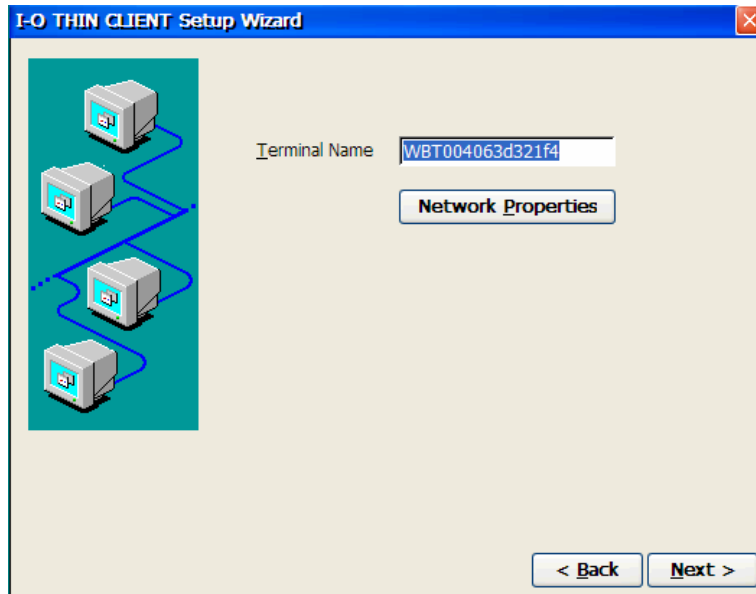 I-O THIN CLIENT Setup Wizard
Terminal Name WBT004063d321f4
Network Properties
< Back Next >